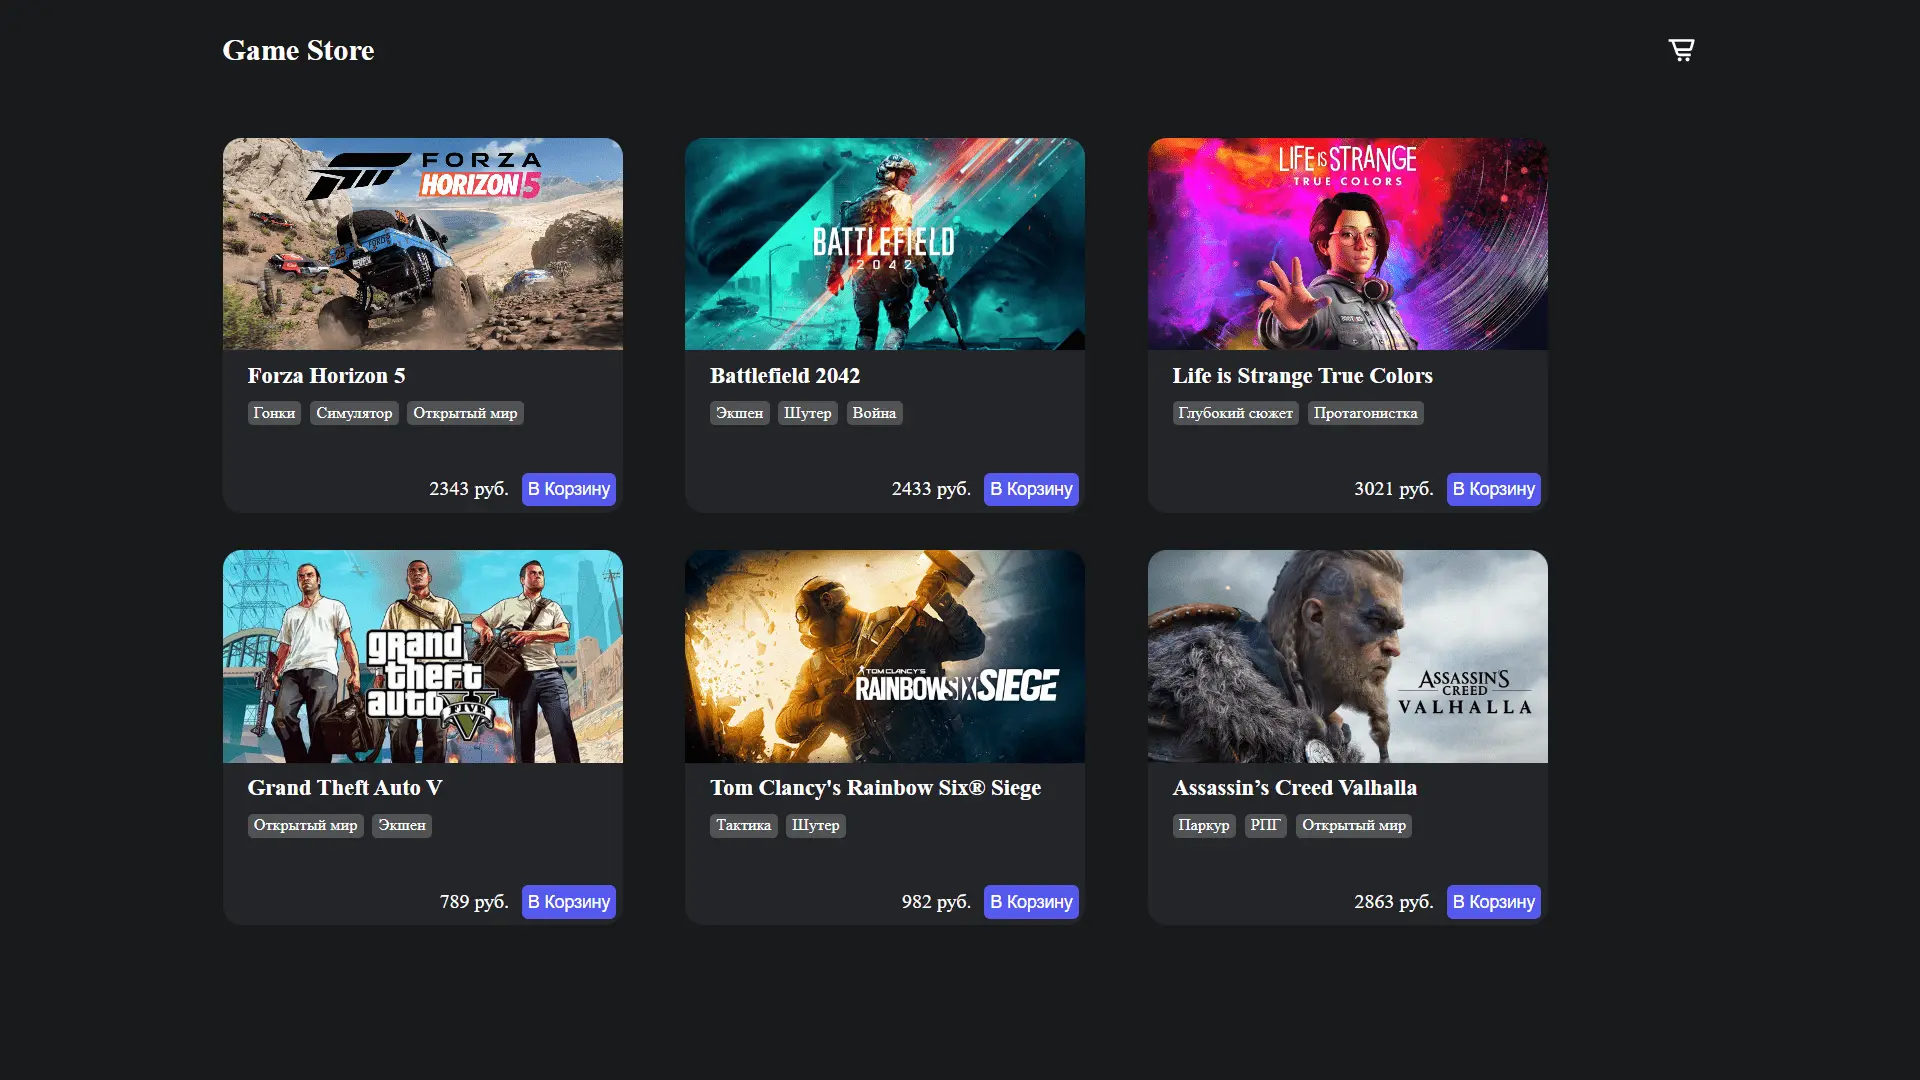 Game Store
FORZA
HORIZON 5
BATTLEFIELD
2042
LIFE IS STRANGE
TRUE COLORS
Forza Horizon 5
Гонки Симулятор Открытый мир
2343 руб. В Корзину
Battlefield 2042
Экшен Шутер Война
2433 руб. В Корзину
Life is Strange True Colors
Глубокий сюжет Протагонистка
3021 руб. В Корзину
grand
theft
auto V
FIVE
TOM CLANCY'S
RAINBOW SIX SIEGE
ASSASSIN'S
CREED
VALHALLA
Grand Theft Auto V
Открытый мир Экшен
789 руб. В Корзину
Tom Clancy's Rainbow Six® Siege
Тактика Шутер
982 руб. В Корзину
Assassin’s Creed Valhalla
Паркур РПГ Открытый мир
2863 руб. В Корзину